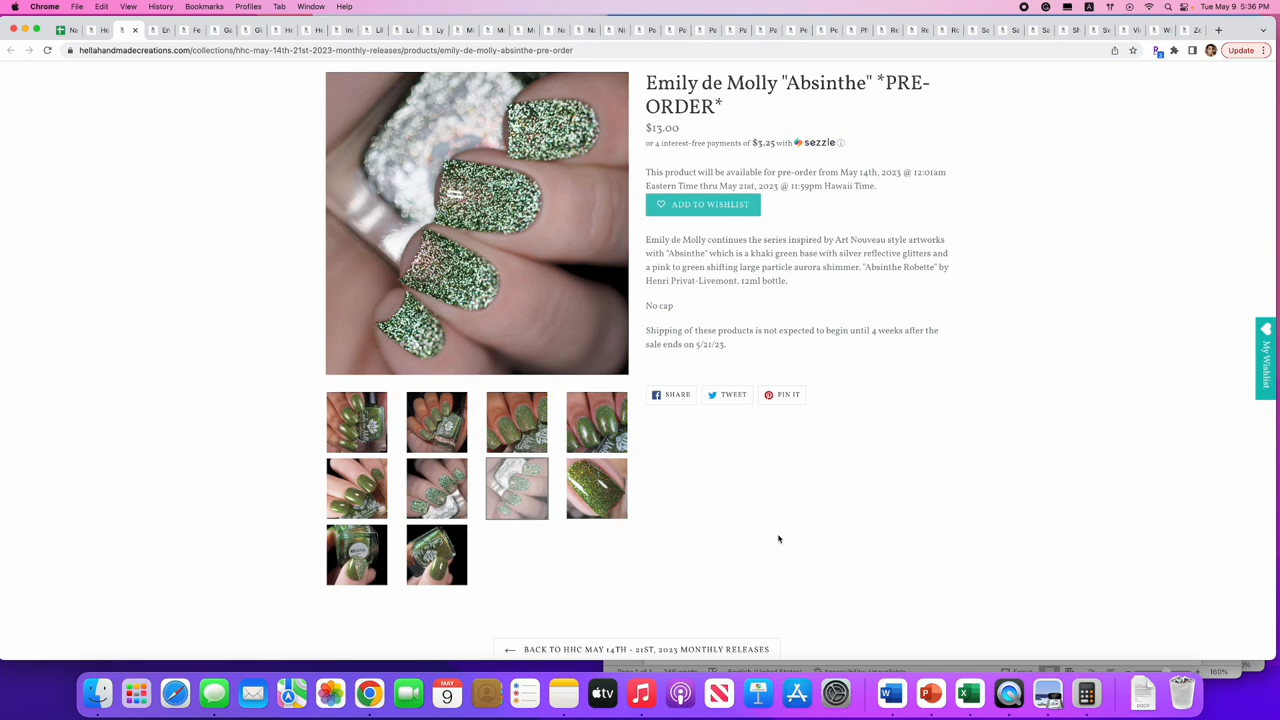 Chrome File Edit View History Bookmarks Profiles Tab Window Help
Tue May 9 5:36 PM
hellahandmadecreations.com/collections/hhc-may-14th-21st-2023-monthly-releases/products/emily-de-molly-absinthe-pre-order
Update
Emily de Molly "Absinthe" *PRE-
ORDER*
$13.00
or 4 interest-free payments of $3.25 with sezzle
This product will be available for pre-order from May 14th, 2023 @ 12:01am
Eastern Time thru May 21st, 2023 @ 11:59pm Hawaii Time.
ADD TO WISHLIST
Emily de Molly continues the series inspired by Art Nouveau style artworks
with "Absinthe" which is a khaki green base with silver reflective glitters and
a pink to green shifting large particle aurora shimmer. "Absinthe Robette" by
Henri Privat-Livemont. 12ml bottle.
No cap
Shipping of these products is not expected to begin until 4 weeks after the
sale ends on 5/21/23.
SHARE TWEET PIN IT
My Wishlist
← BACK TO HHC MAY 14TH - 21ST, 2023 MONTHLY RELEASES
160%
MAY
9
tv
DOCX